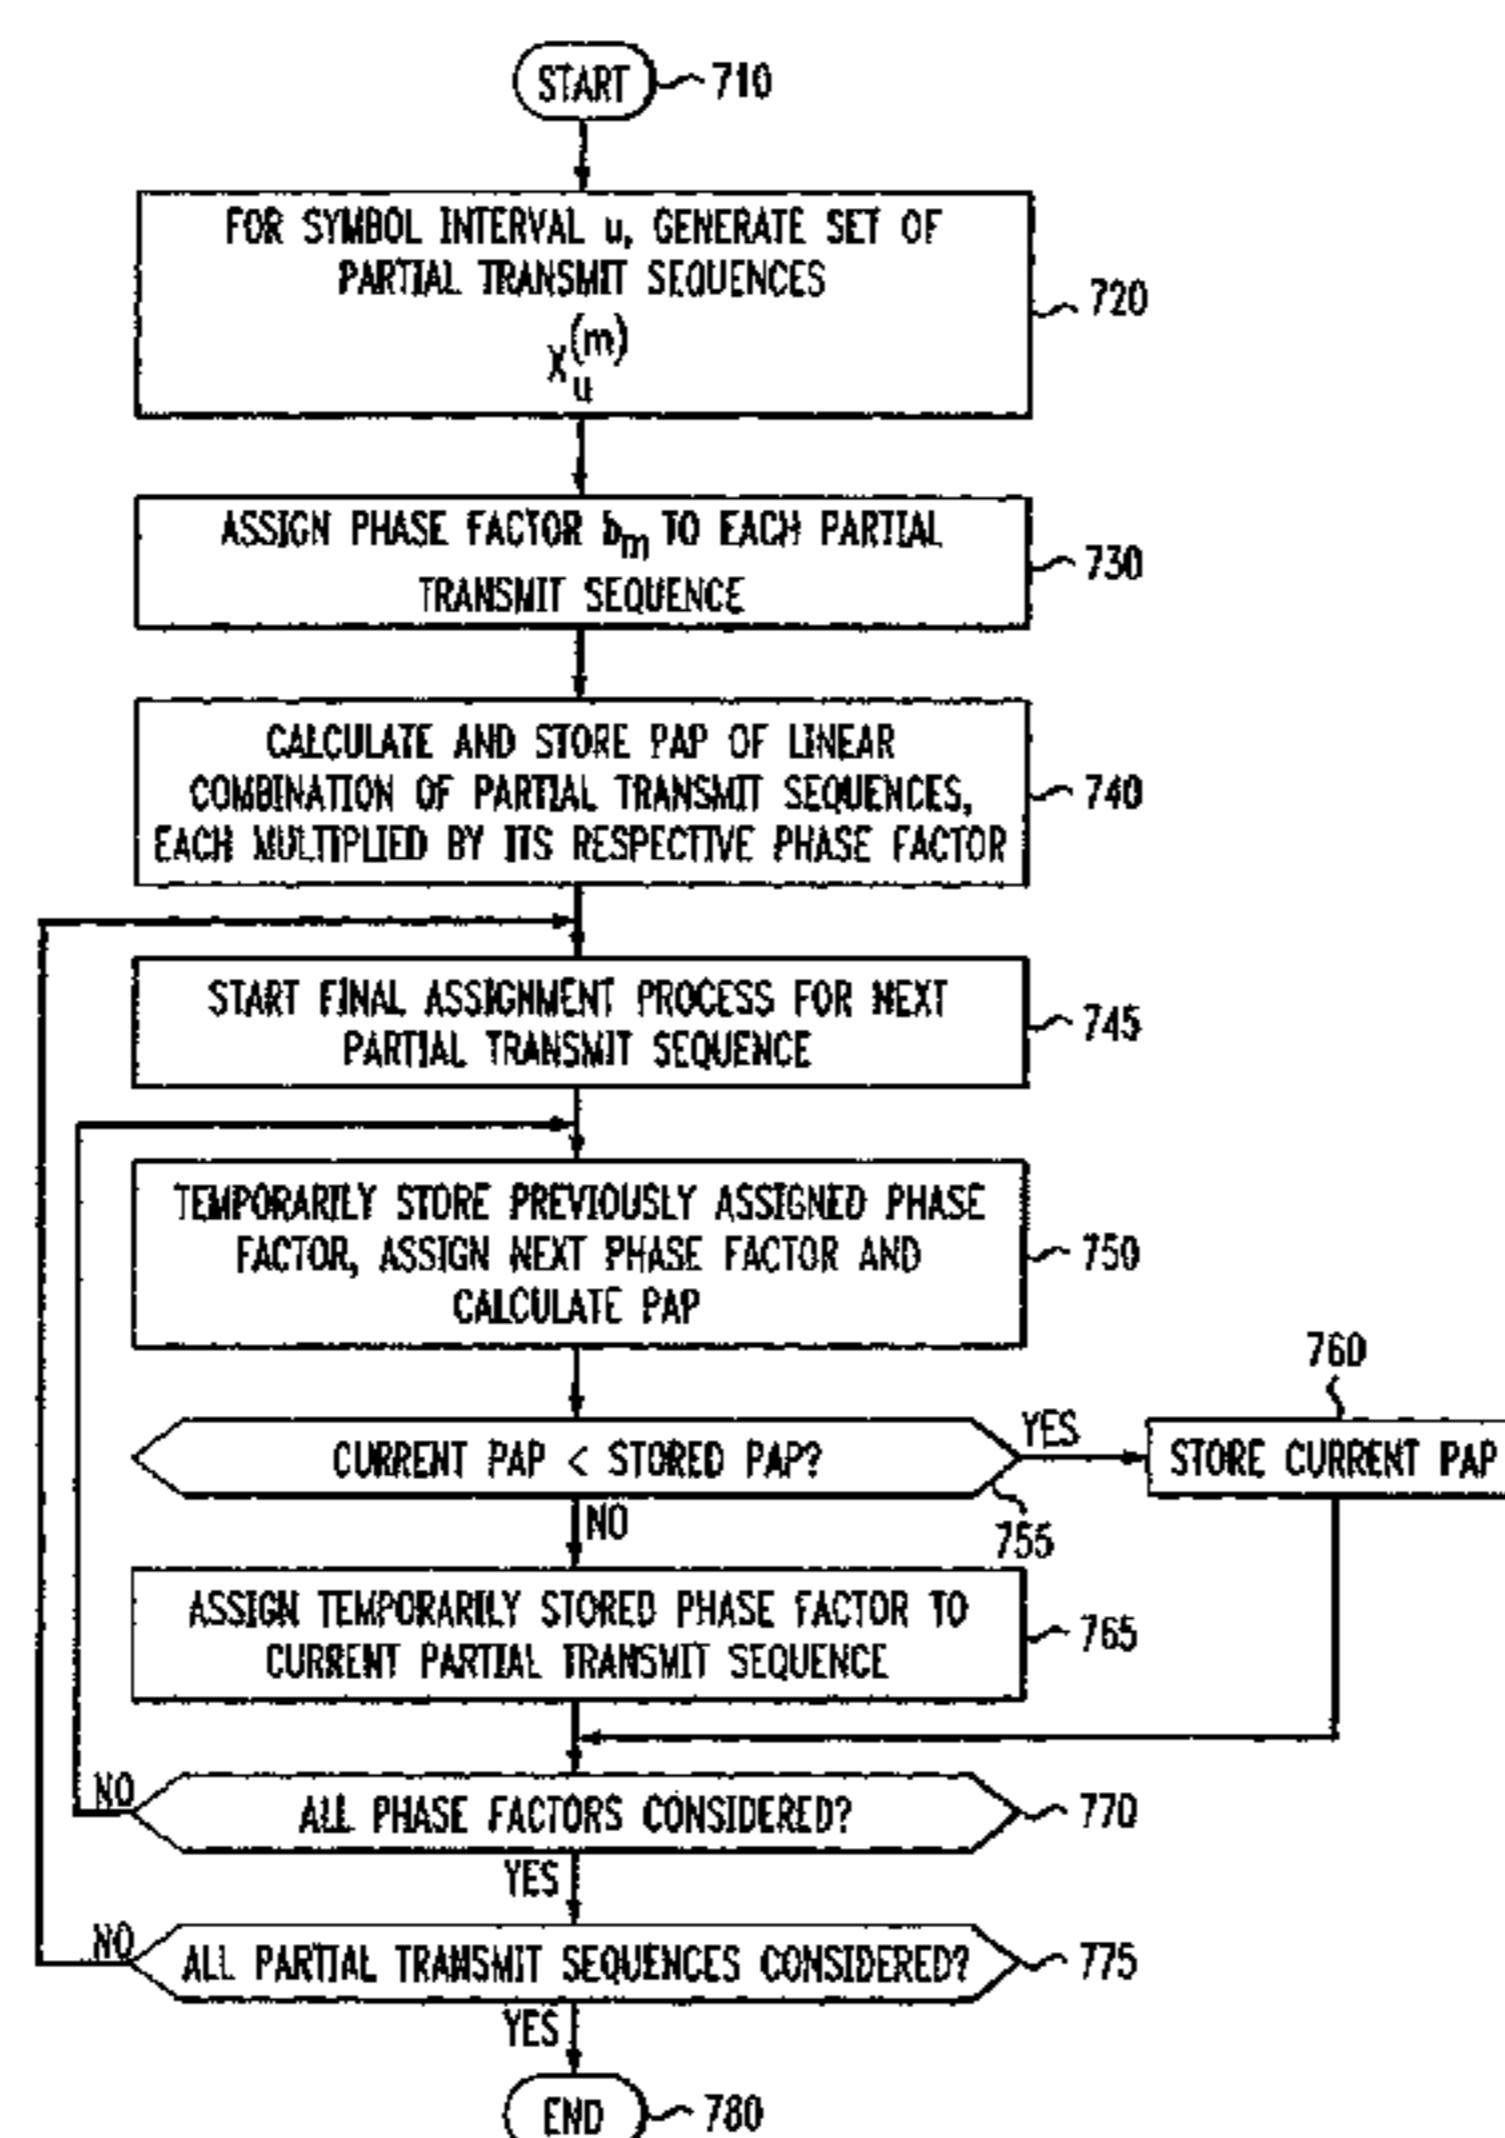 START
710
FOR SYMBOL INTERVAL u, GENERATE SET OF
PARTIAL TRANSMIT SEQUENCES
X_u^(m)
720
ASSIGN PHASE FACTOR b_m TO EACH PARTIAL
TRANSMIT SEQUENCE
730
CALCULATE AND STORE PAP OF LINEAR
COMBINATION OF PARTIAL TRANSMIT SEQUENCES,
EACH MULTIPLIED BY ITS RESPECTIVE PHASE FACTOR
740
START FINAL ASSIGNMENT PROCESS FOR NEXT
PARTIAL TRANSMIT SEQUENCE
745
TEMPORARILY STORE PREVIOUSLY ASSIGNED PHASE
FACTOR, ASSIGN NEXT PHASE FACTOR AND
CALCULATE PAP
750
760
CURRENT PAP < STORED PAP?
YES
STORE CURRENT PAP
NO
755
ASSIGN TEMPORARILY STORED PHASE FACTOR TO
CURRENT PARTIAL TRANSMIT SEQUENCE
765
NO
ALL PHASE FACTORS CONSIDERED?
770
YES
NO
ALL PARTIAL TRANSMIT SEQUENCES CONSIDERED?
775
YES
END
780